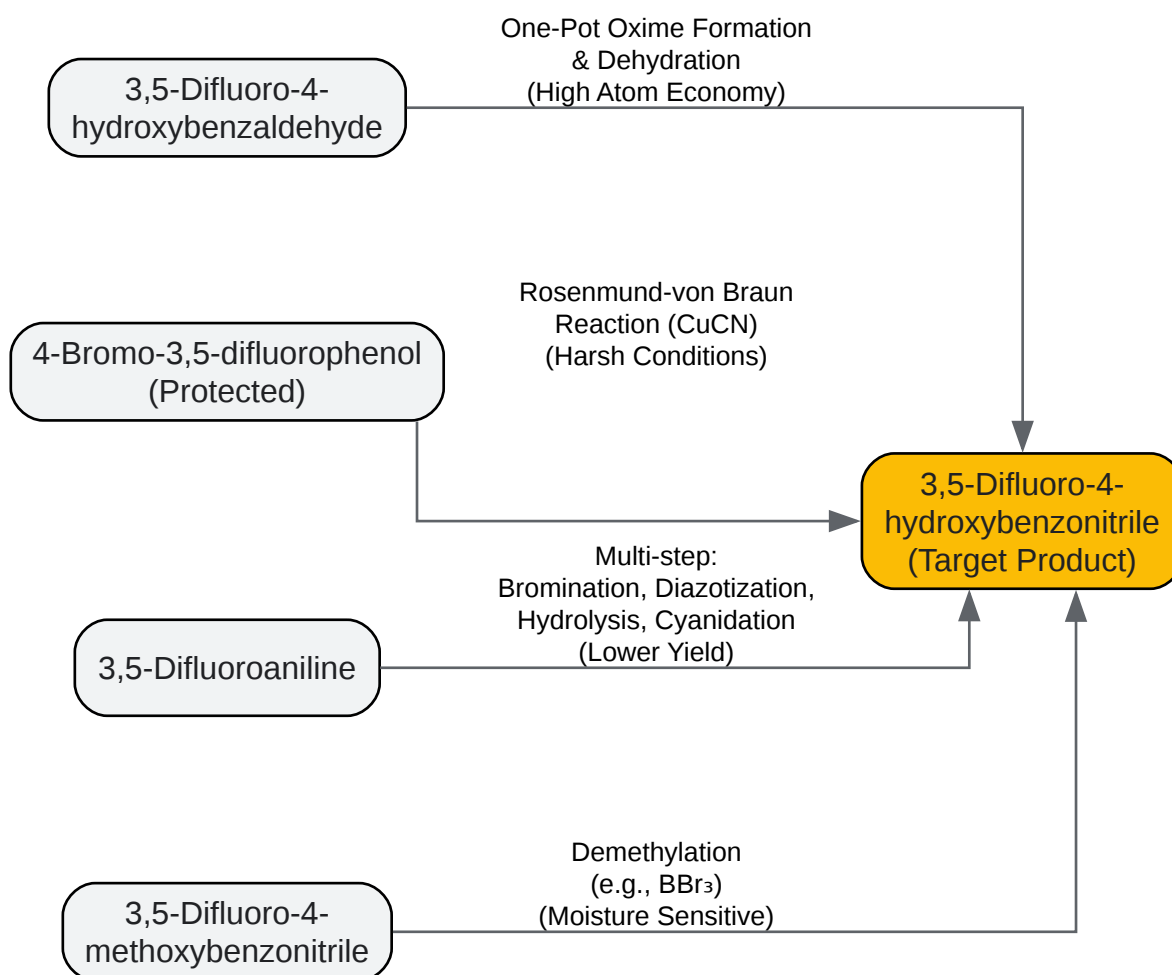 One-Pot Oxime Formation
& Dehydration
(High Atom Economy)
3,5-Difluoro-4-
hydroxybenzaldehyde
Rosenmund-von Braun
Reaction (CuCN)
(Harsh Conditions)
4-Bromo-3,5-difluorophenol
(Protected)
3,5-Difluoro-4-
hydroxybenzonitrile
(Target Product)
Multi-step:
Bromination, Diazotization,
Hydrolysis, Cyanidation
(Lower Yield)
3,5-Difluoroaniline
Demethylation
(e.g., BBr₃)
(Moisture Sensitive)
3,5-Difluoro-4-
methoxybenzonitrile